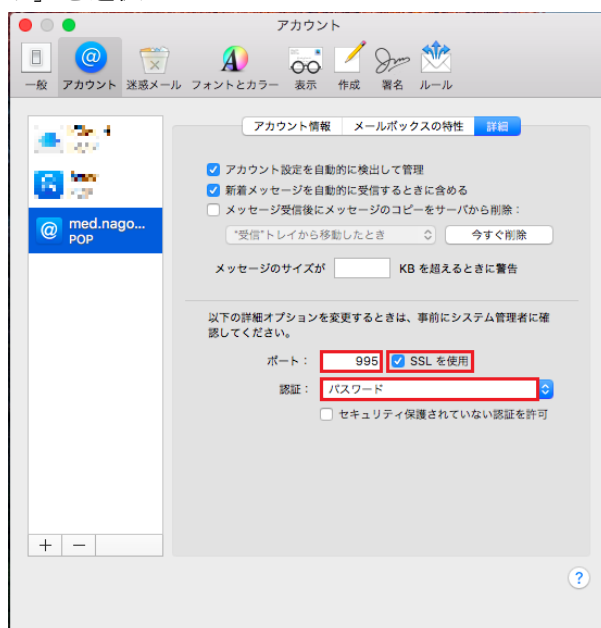 アカウント
一般 アカウント 迷惑メール フォントとカラー 表示 作成 署名 ルール
アカウント情報 メールボックスの特性 詳細
アカウント設定を自動的に検出して管理
新着メッセージを自動的に受信するときに含める
メッセージ受信後にメッセージのコピーをサーバから削除：
"受信"トレイから移動したとき 今すぐ削除
med.nago...
POP
メッセージのサイズが KB を超えるときに警告
以下の詳細オプションを変更するときは、事前にシステム管理者に確
認してください。
ポート： 995 SSL を使用
認証： パスワード
セキュリティ保護されていない認証を許可
+ −
?